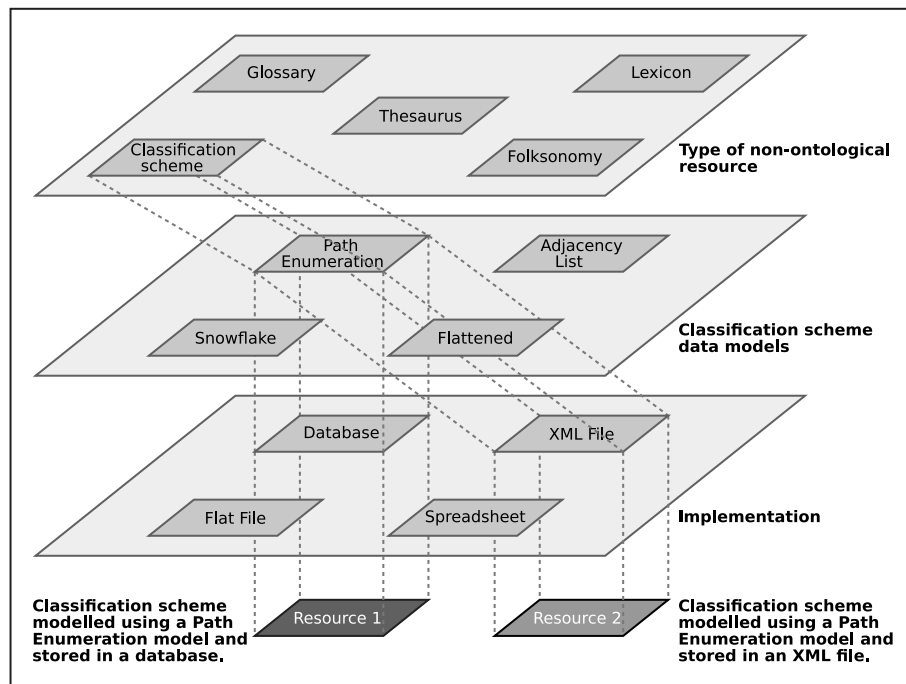 Glossary
Lexicon
Thesaurus
Classification
scheme
Folksonomy
Type of non-ontological
resource
Path
Enumeration
Adjacency
List
Snowflake
Flattened
Classification scheme
data models
Database
XML File
Flat File
Spreadsheet
Implementation
Classification scheme
modelled using a Path
Enumeration model and
stored in a database.
Resource 1
Resource 2
Classification scheme
modelled using a Path
Enumeration model and
stored in an XML file.